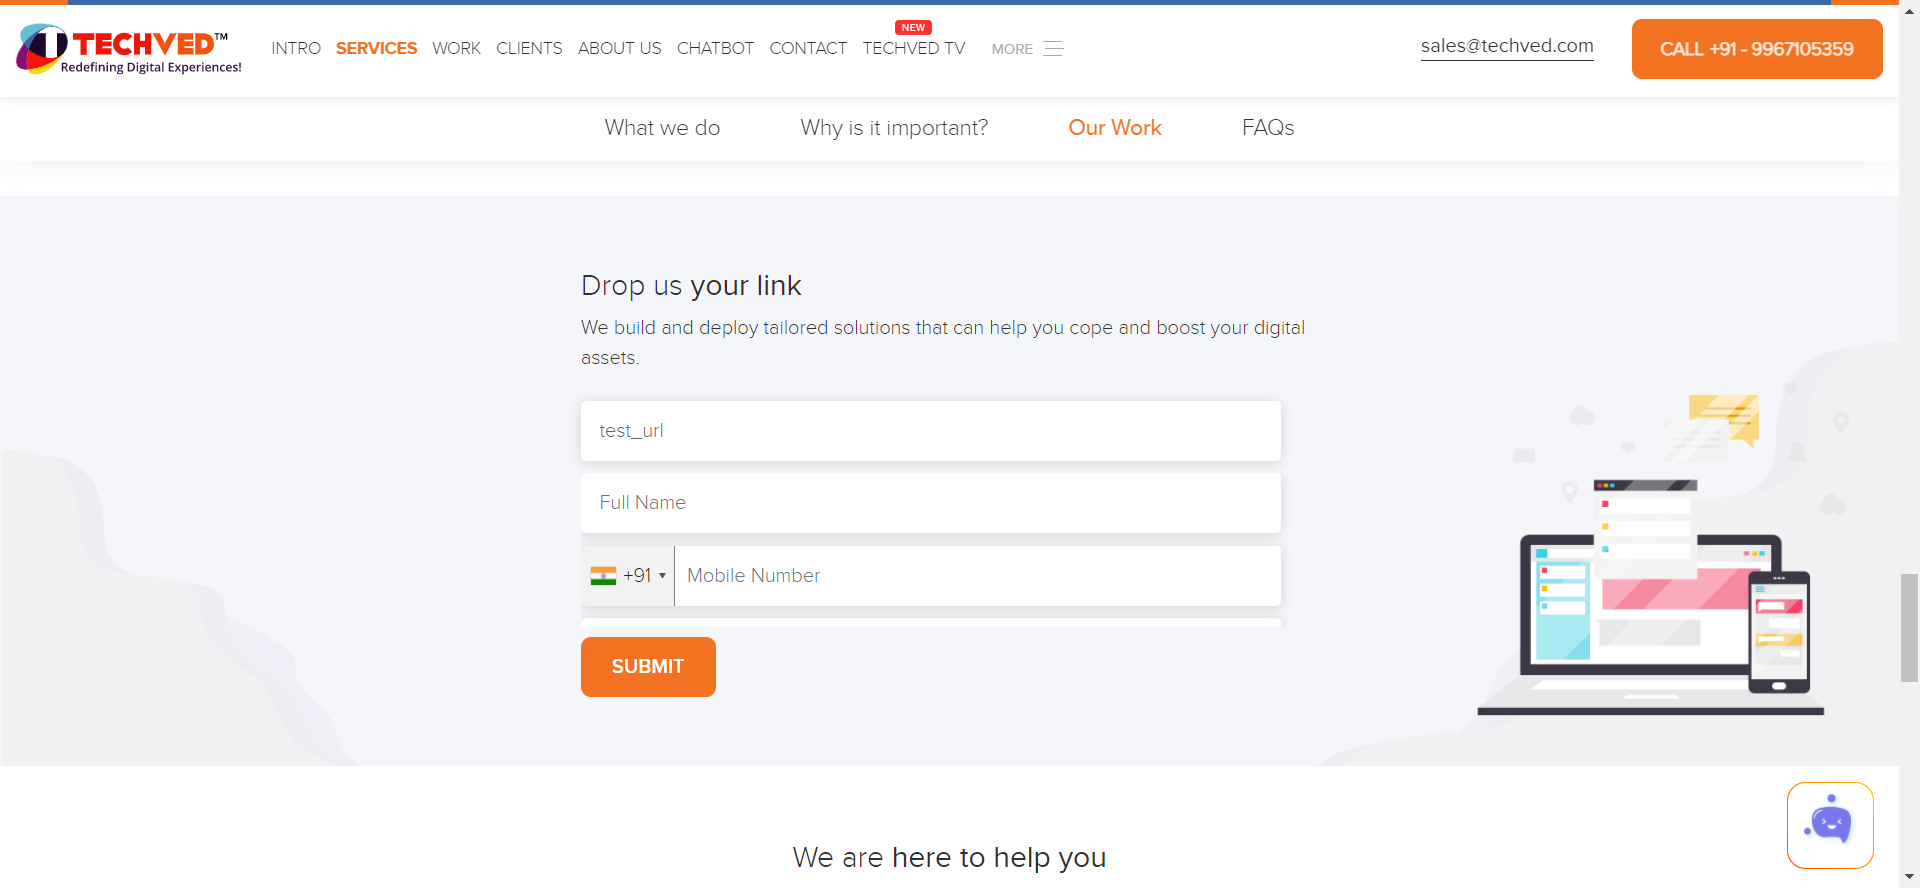 TECHVED™
Redefining Digital Experiences!
INTRO SERVICES WORK CLIENTS ABOUT US CHATBOT CONTACT TECHVED TV NEW MORE
sales@techved.com
CALL +91 - 9967105359
What we do Why is it important? Our Work FAQs
Drop us your link
We build and deploy tailored solutions that can help you cope and boost your digital
assets.
test_url
Full Name
+91 Mobile Number
SUBMIT
We are here to help you